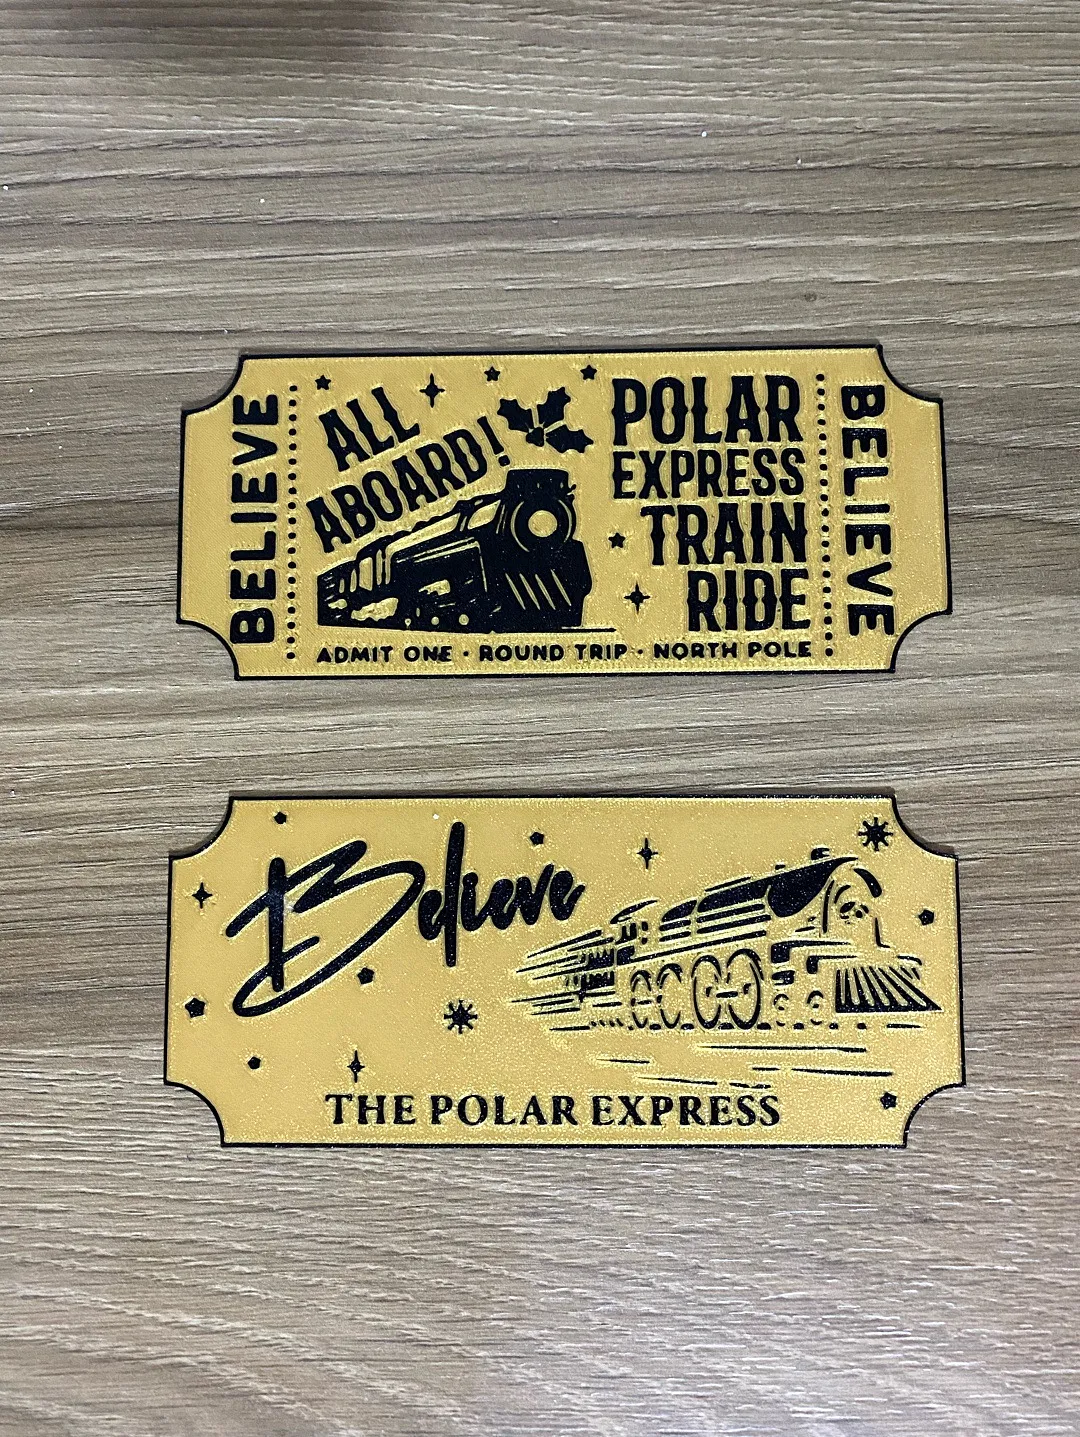 BELIEVE
ALL
ABOARD!
POLAR
EXPRESS
TRAIN
RIDE
ADMIT ONE · ROUND TRIP · NORTH POLE
BELIEVE
Believe
THE POLAR EXPRESS